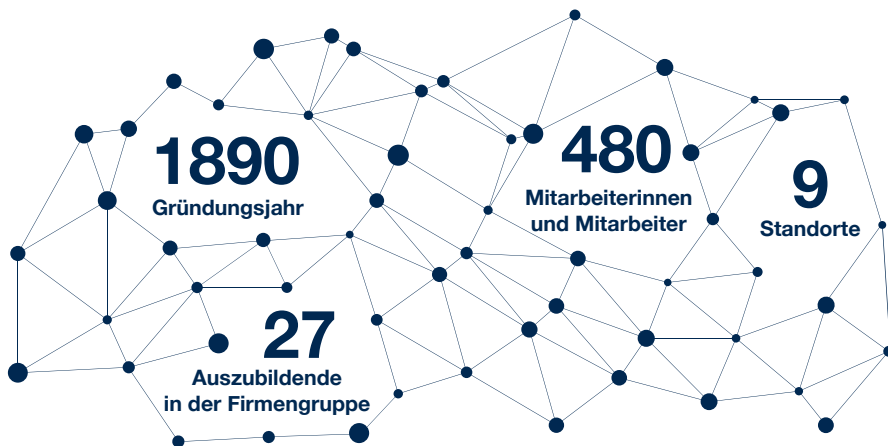 1890
Gründungsjahr
480
Mitarbeiterinnen
und Mitarbeiter
9
Standorte
27
Auszubildende
in der Firmengruppe